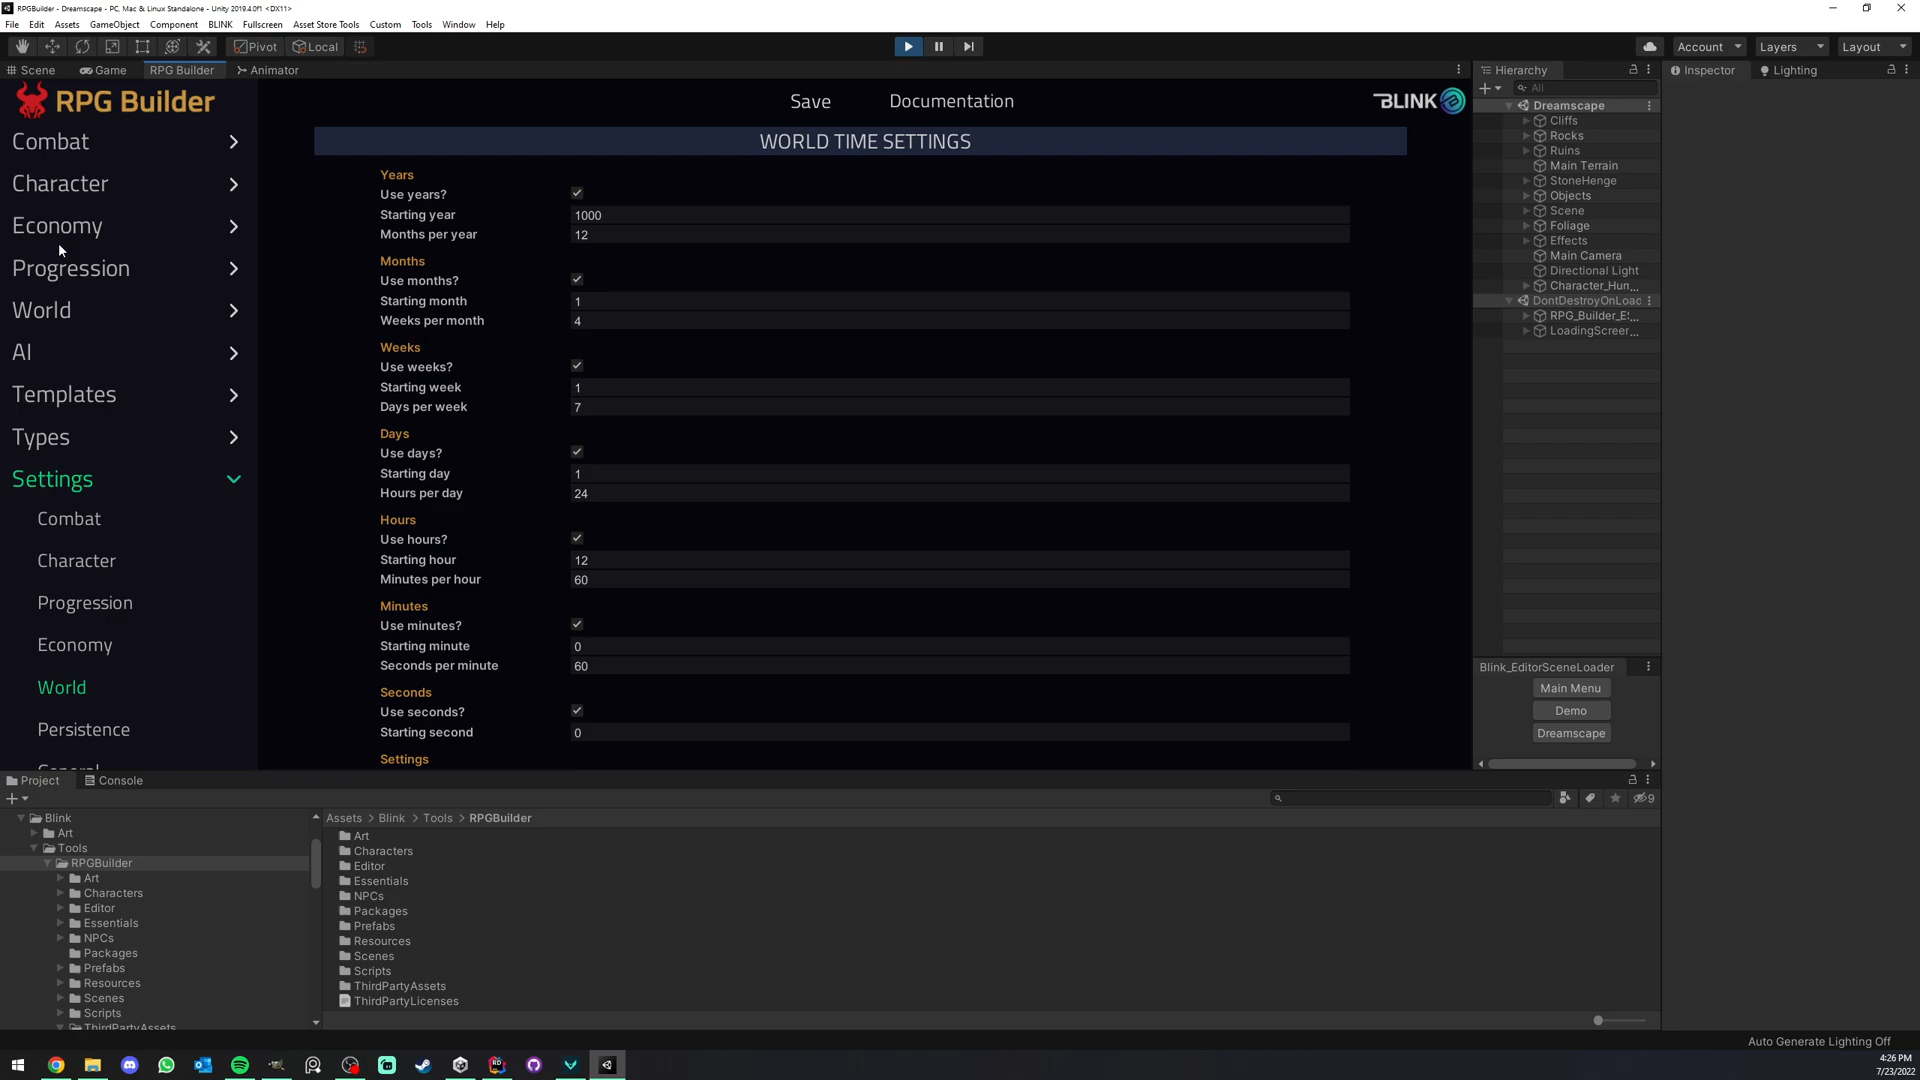 RPGBuilder - Dreamscape - PC, Mac & Linux Standalone - Unity 2019.4.0f1 <DX11>
File Edit Assets GameObject Component Tools BLINK Fullscreen Asset Store Tools Custom Tools Window Help
Pivot Local Account Layers Layout
Scene Game RPG Builder Animator Hierarchy Inspector Lighting
RPG Builder
Save Documentation BLINK
All
WORLD TIME SETTINGS
Combat
Character
Economy
Progression
World
AI
Templates
Types
Settings
Combat
Character
Progression
Economy
World
Persistence
Years
Use years?
Starting year 1000
Months per year 12
Months
Use months?
Starting month 1
Weeks per month 4
Weeks
Use weeks?
Starting week 1
Days per week 7
Days
Use days?
Starting day 1
Hours per day 24
Hours
Use hours?
Starting hour 12
Minutes per hour 60
Minutes
Use minutes?
Starting minute 0
Seconds per minute 60
Seconds
Use seconds?
Starting second 0
Settings
Dreamscape
Cliffs
Rocks
Ruins
Main Terrain
StoneHenge
Objects
Scene
Foliage
Effects
Main Camera
Directional Light
Character_Hun...
DontDestroyOnLoad
RPG_Builder_Es...
LoadingScreen...
Blink_EditorSceneLoader
Main Menu
Demo
Dreamscape
Project Console
9
Blink
Art
Tools
RPGBuilder
Art
Characters
Editor
Essentials
NPCs
Packages
Prefabs
Resources
Scenes
Scripts
ThirdPartyAssets
Assets > Blink > Tools > RPGBuilder
Art
Characters
Editor
Essentials
NPCs
Packages
Prefabs
Resources
Scenes
Scripts
ThirdPartyAssets
ThirdPartyLicenses
Auto Generate Lighting Off
4:26 PM
7/23/2022